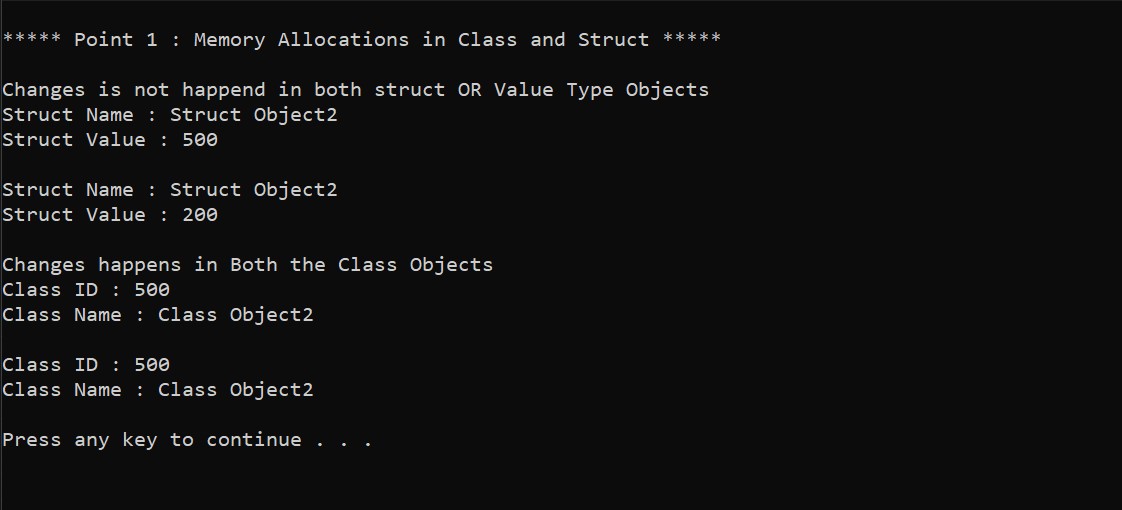 ***** Point 1 : Memory Allocations in Class and Struct *****
Changes is not happend in both struct OR Value Type Objects
Struct Name : Struct Object2
Struct Value : 500
Struct Name : Struct Object2
Struct Value : 200
Changes happens in Both the Class Objects
Class ID : 500
Class Name : Class Object2
Class ID : 500
Class Name : Class Object2
Press any key to continue . . .